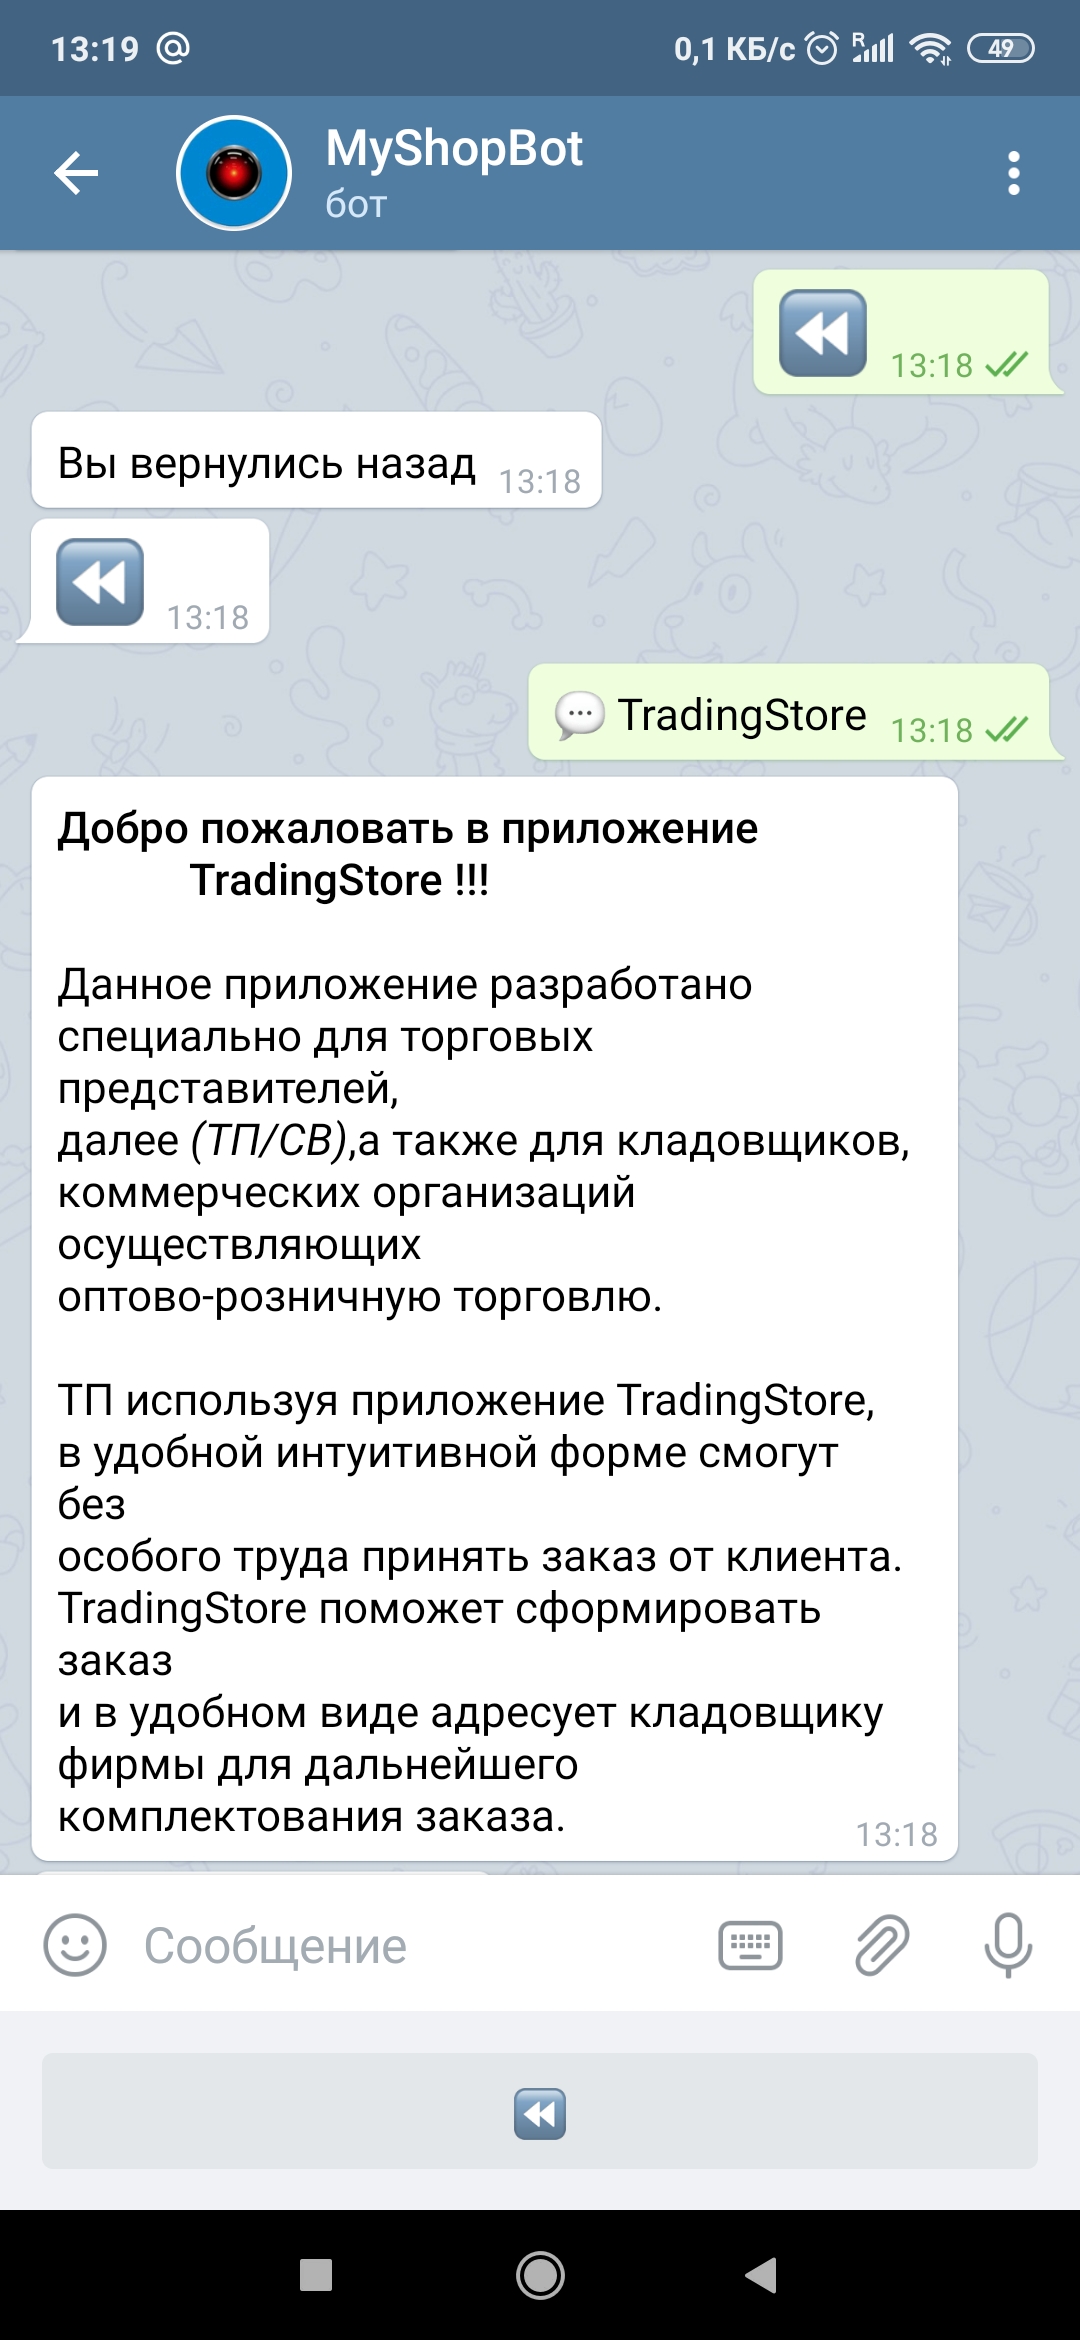 13:19
0,1 КБ/с
R
49
MyShopBot
бот
13:18
Вы вернулись назад 13:18
13:18
TradingStore 13:18
Добро пожаловать в приложение
TradingStore !!!
Данное приложение разработано
специально для торговых
представителей,
далее (ТП/СВ),а также для кладовщиков,
коммерческих организаций
осуществляющих
оптово-розничную торговлю.
ТП используя приложение TradingStore,
в удобной интуитивной форме смогут
без
особого труда принять заказ от клиента.
TradingStore поможет сформировать
заказ
и в удобном виде адресует кладовщику
фирмы для дальнейшего
комплектования заказа.
13:18
Сообщение